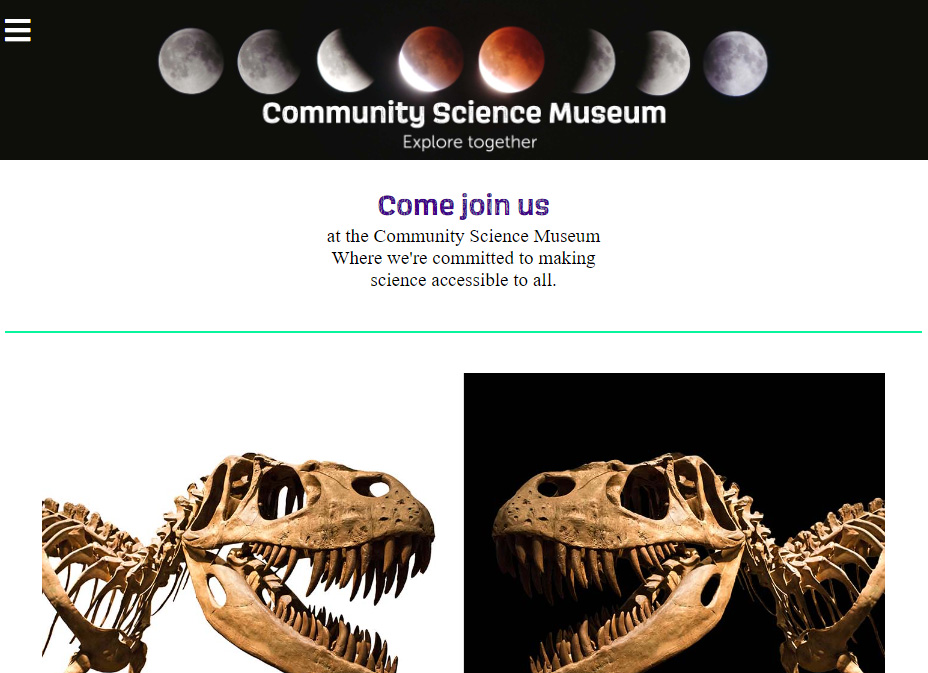 Community Science Museum
Explore together
Come join us
at the Community Science Museum
Where we're committed to making
science accessible to all.